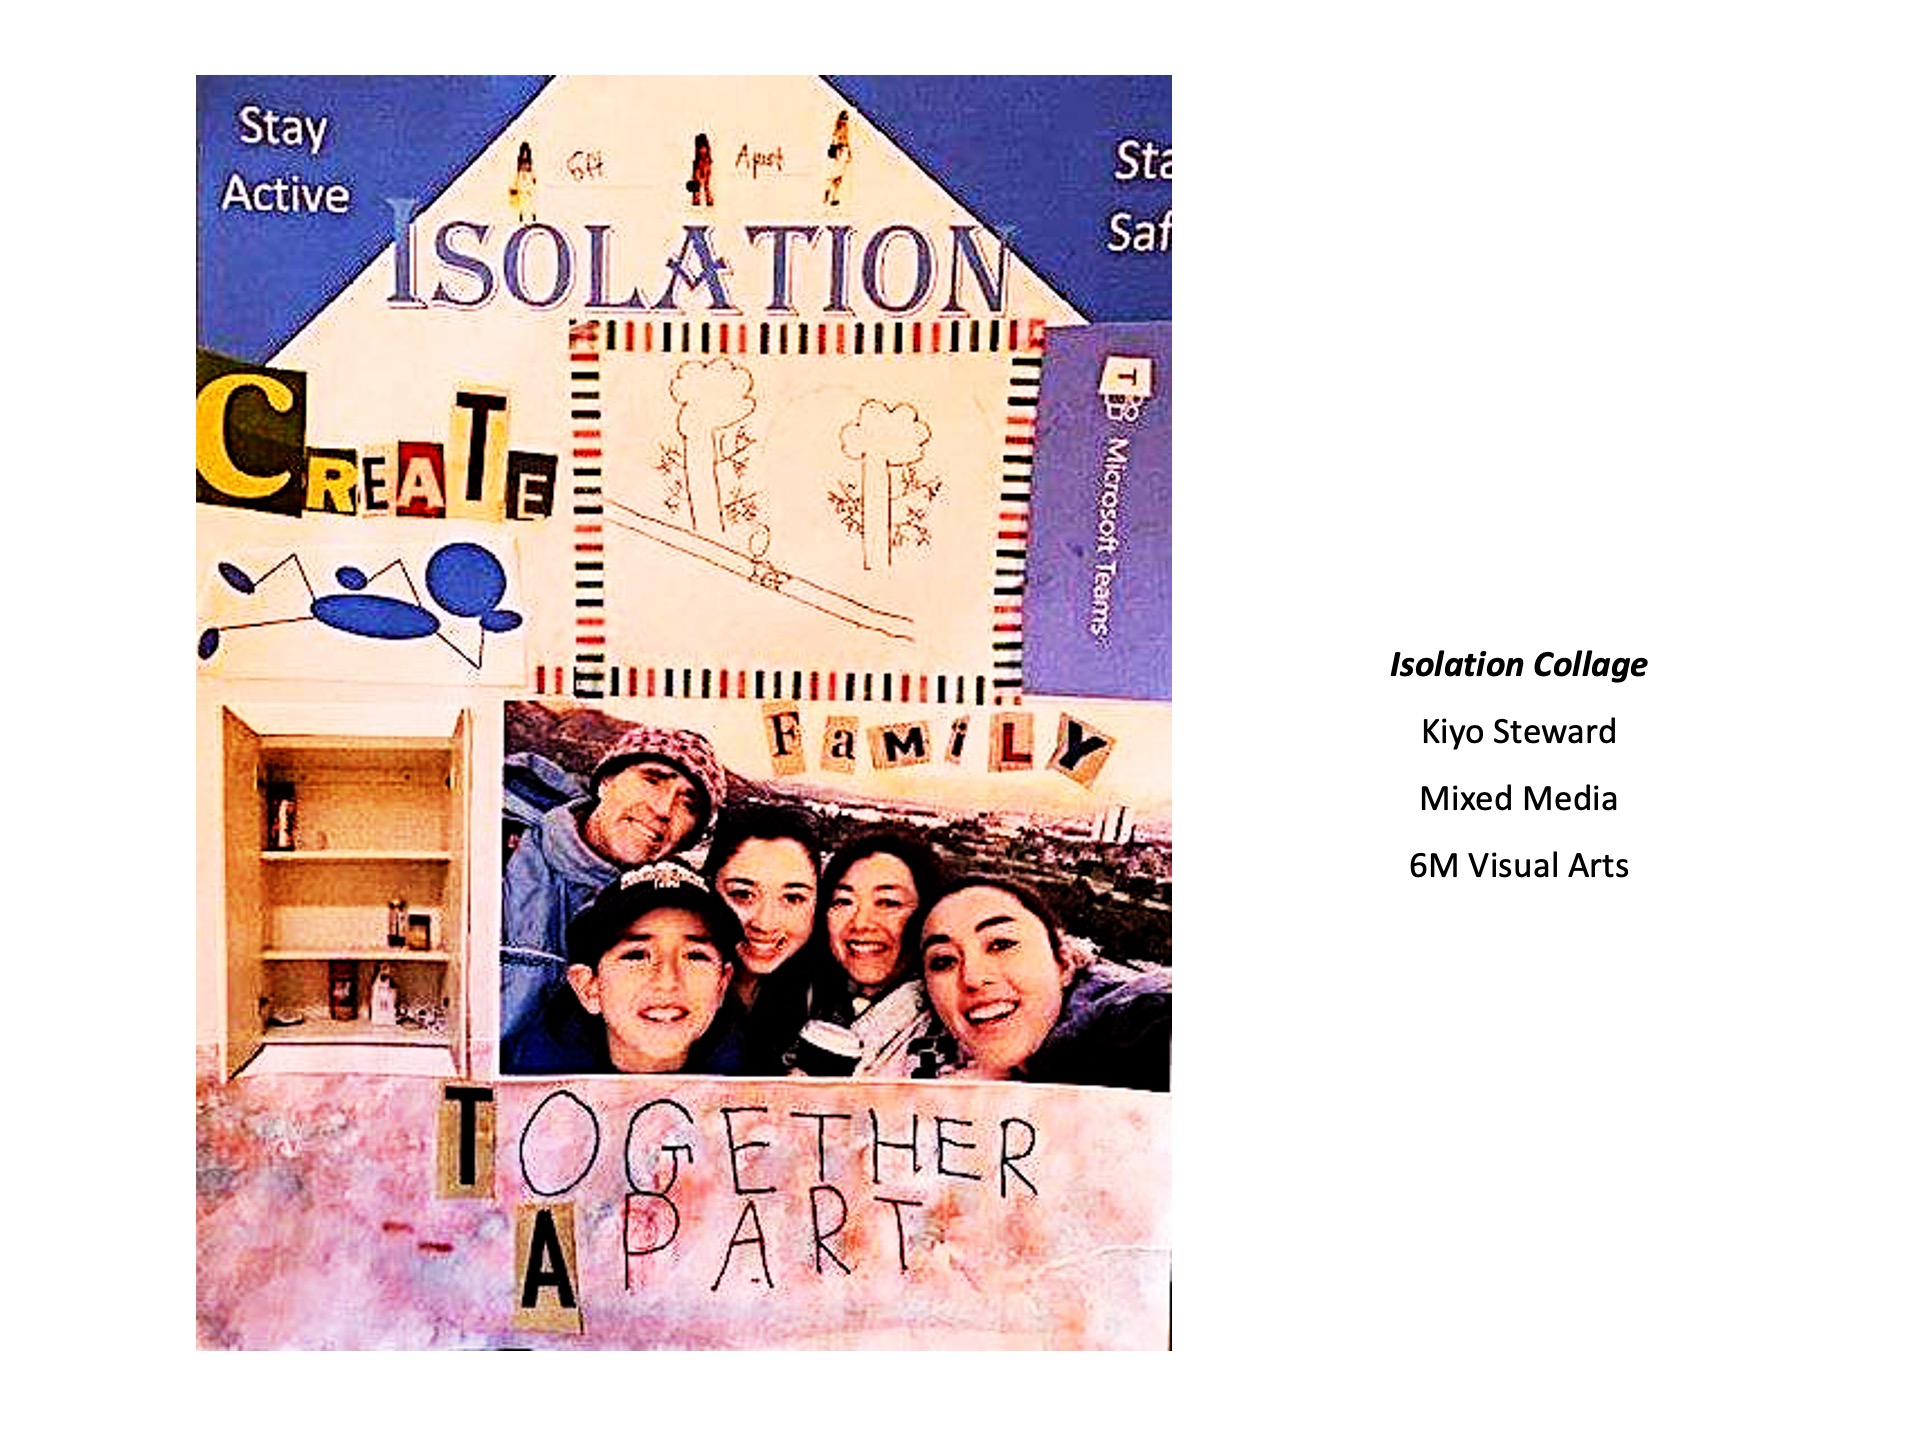 Stay
Active
6ft Apart
Sta
Saf
ISOLATION
CREATE
T
Microsoft Teams
FaMiLY
TOGETHER
APART
Isolation Collage
Kiyo Steward
Mixed Media
6M Visual Arts